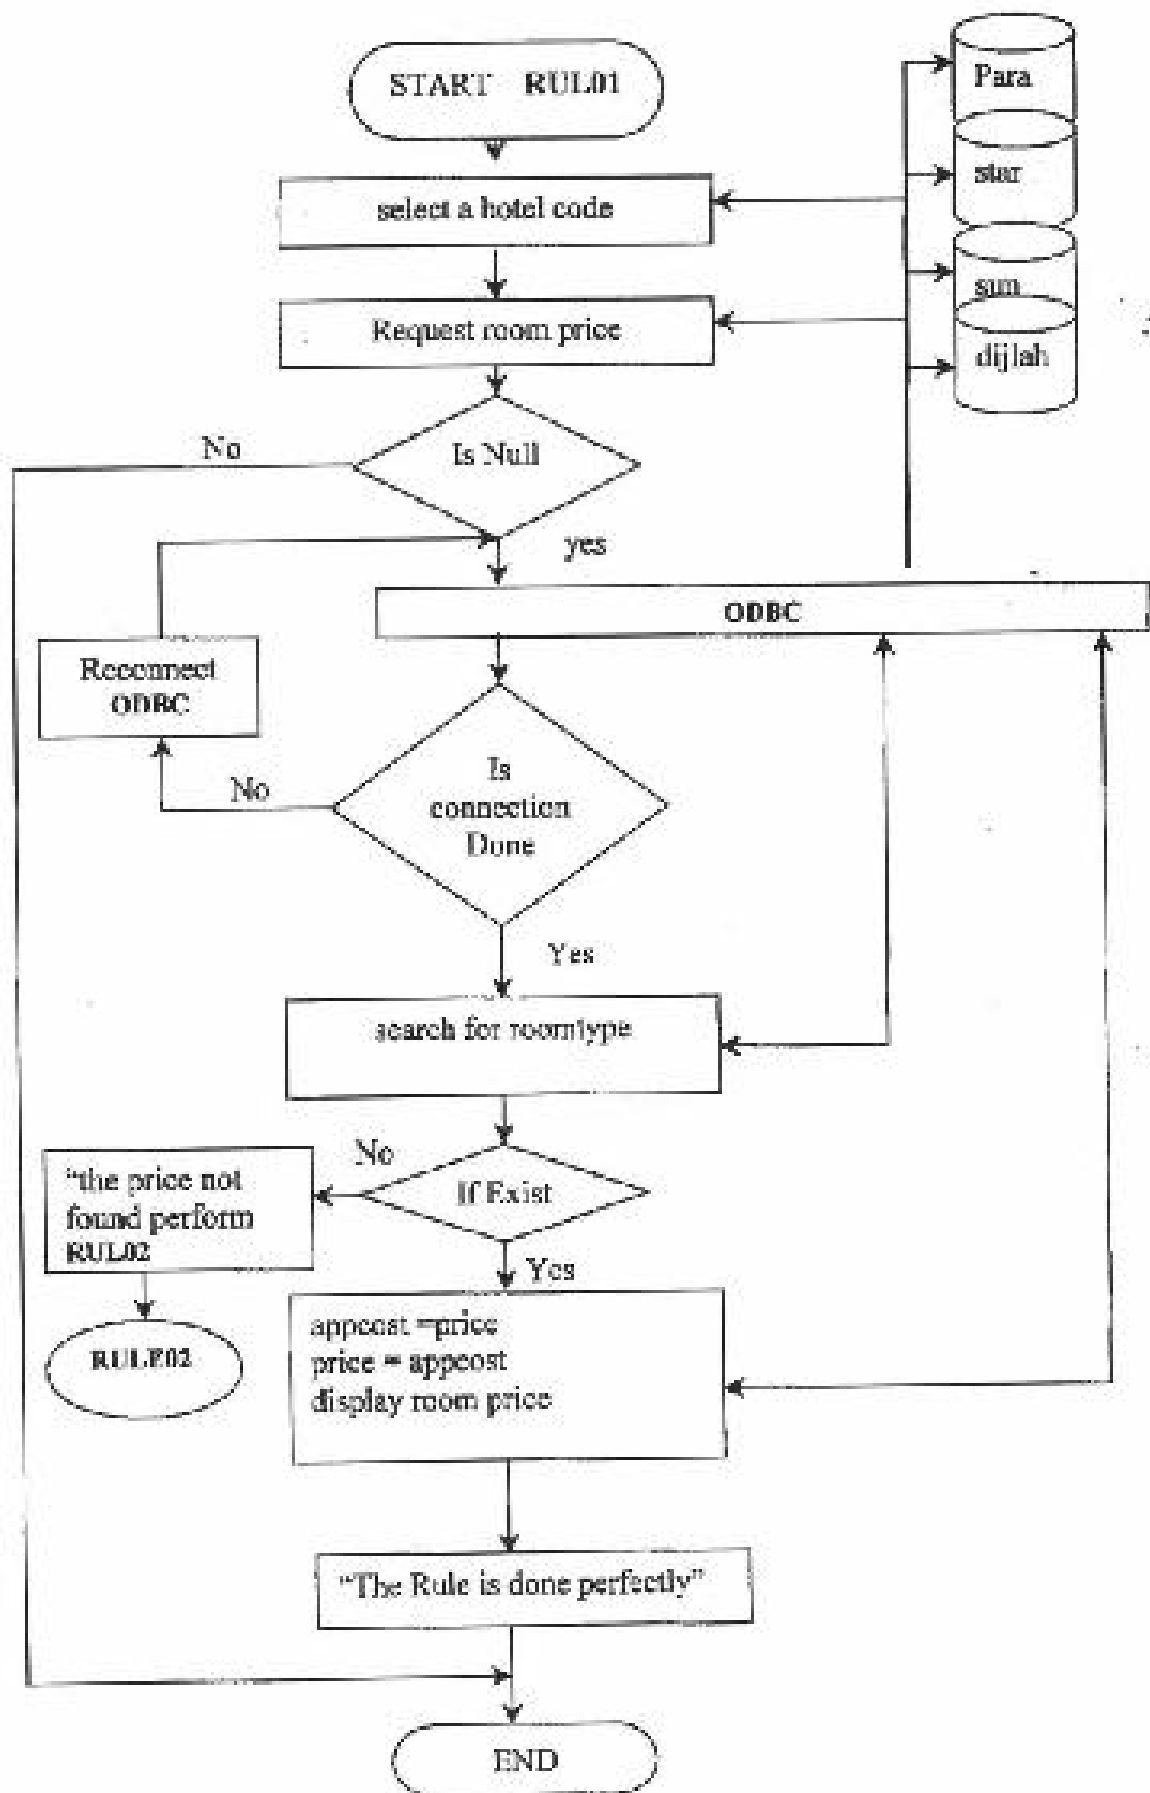 START RUL01
Para
star
select a hotel code
sim
Request room price
dijlah
No
Is Null
yes
ODBC
Reconnect
ODBC
No
Is
connection
Done
Yes
search for roomtype
No
"the price not
found perform
RUL02
If Exist
Yes
RULE02
appcost =price
price = appcost
display room price
"The Rule is done perfectly"
END